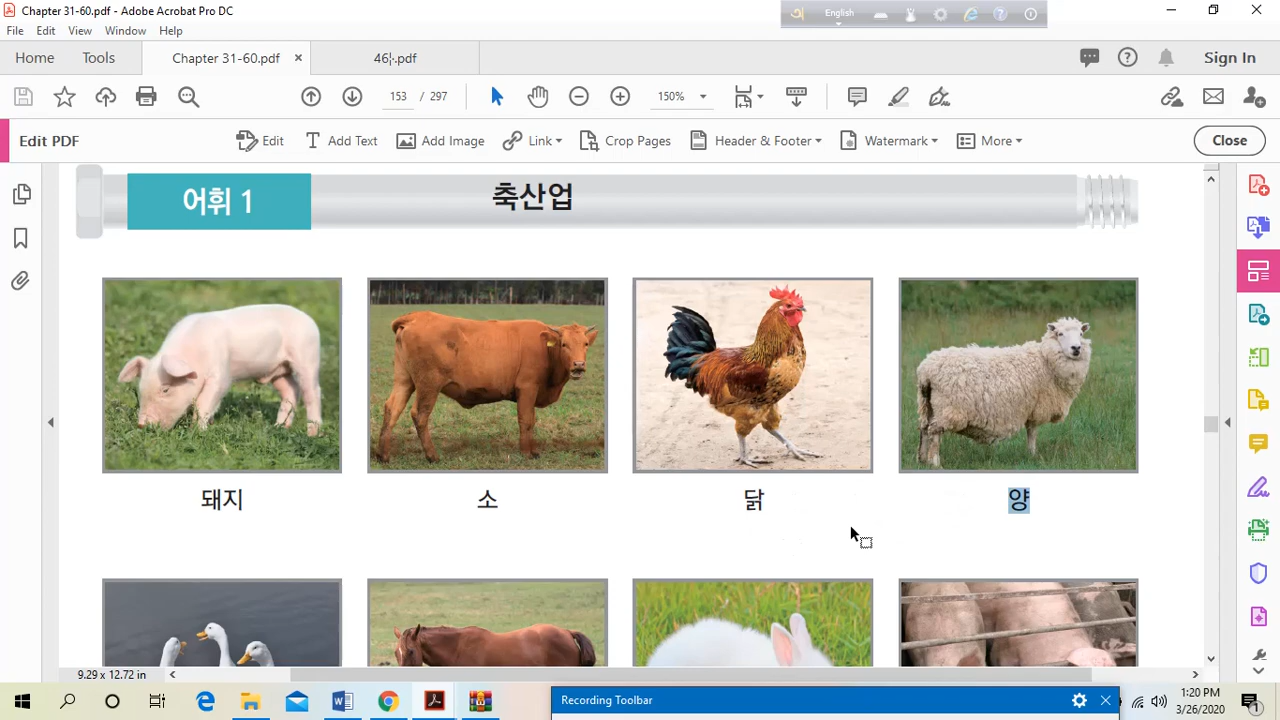 Chapter 31-60.pdf - Adobe Acrobat Pro DC
English
File Edit View Window Help
Home Tools Chapter 31-60.pdf × 46나.pdf Sign In
153 / 297 150%
Edit PDF Edit Add Text Add Image Link Crop Pages Header & Footer Watermark More Close
어휘 1 축산업
돼지 소 닭 양
9.29 x 12.72 in
Recording Toolbar
1:20 PM
3/26/2020